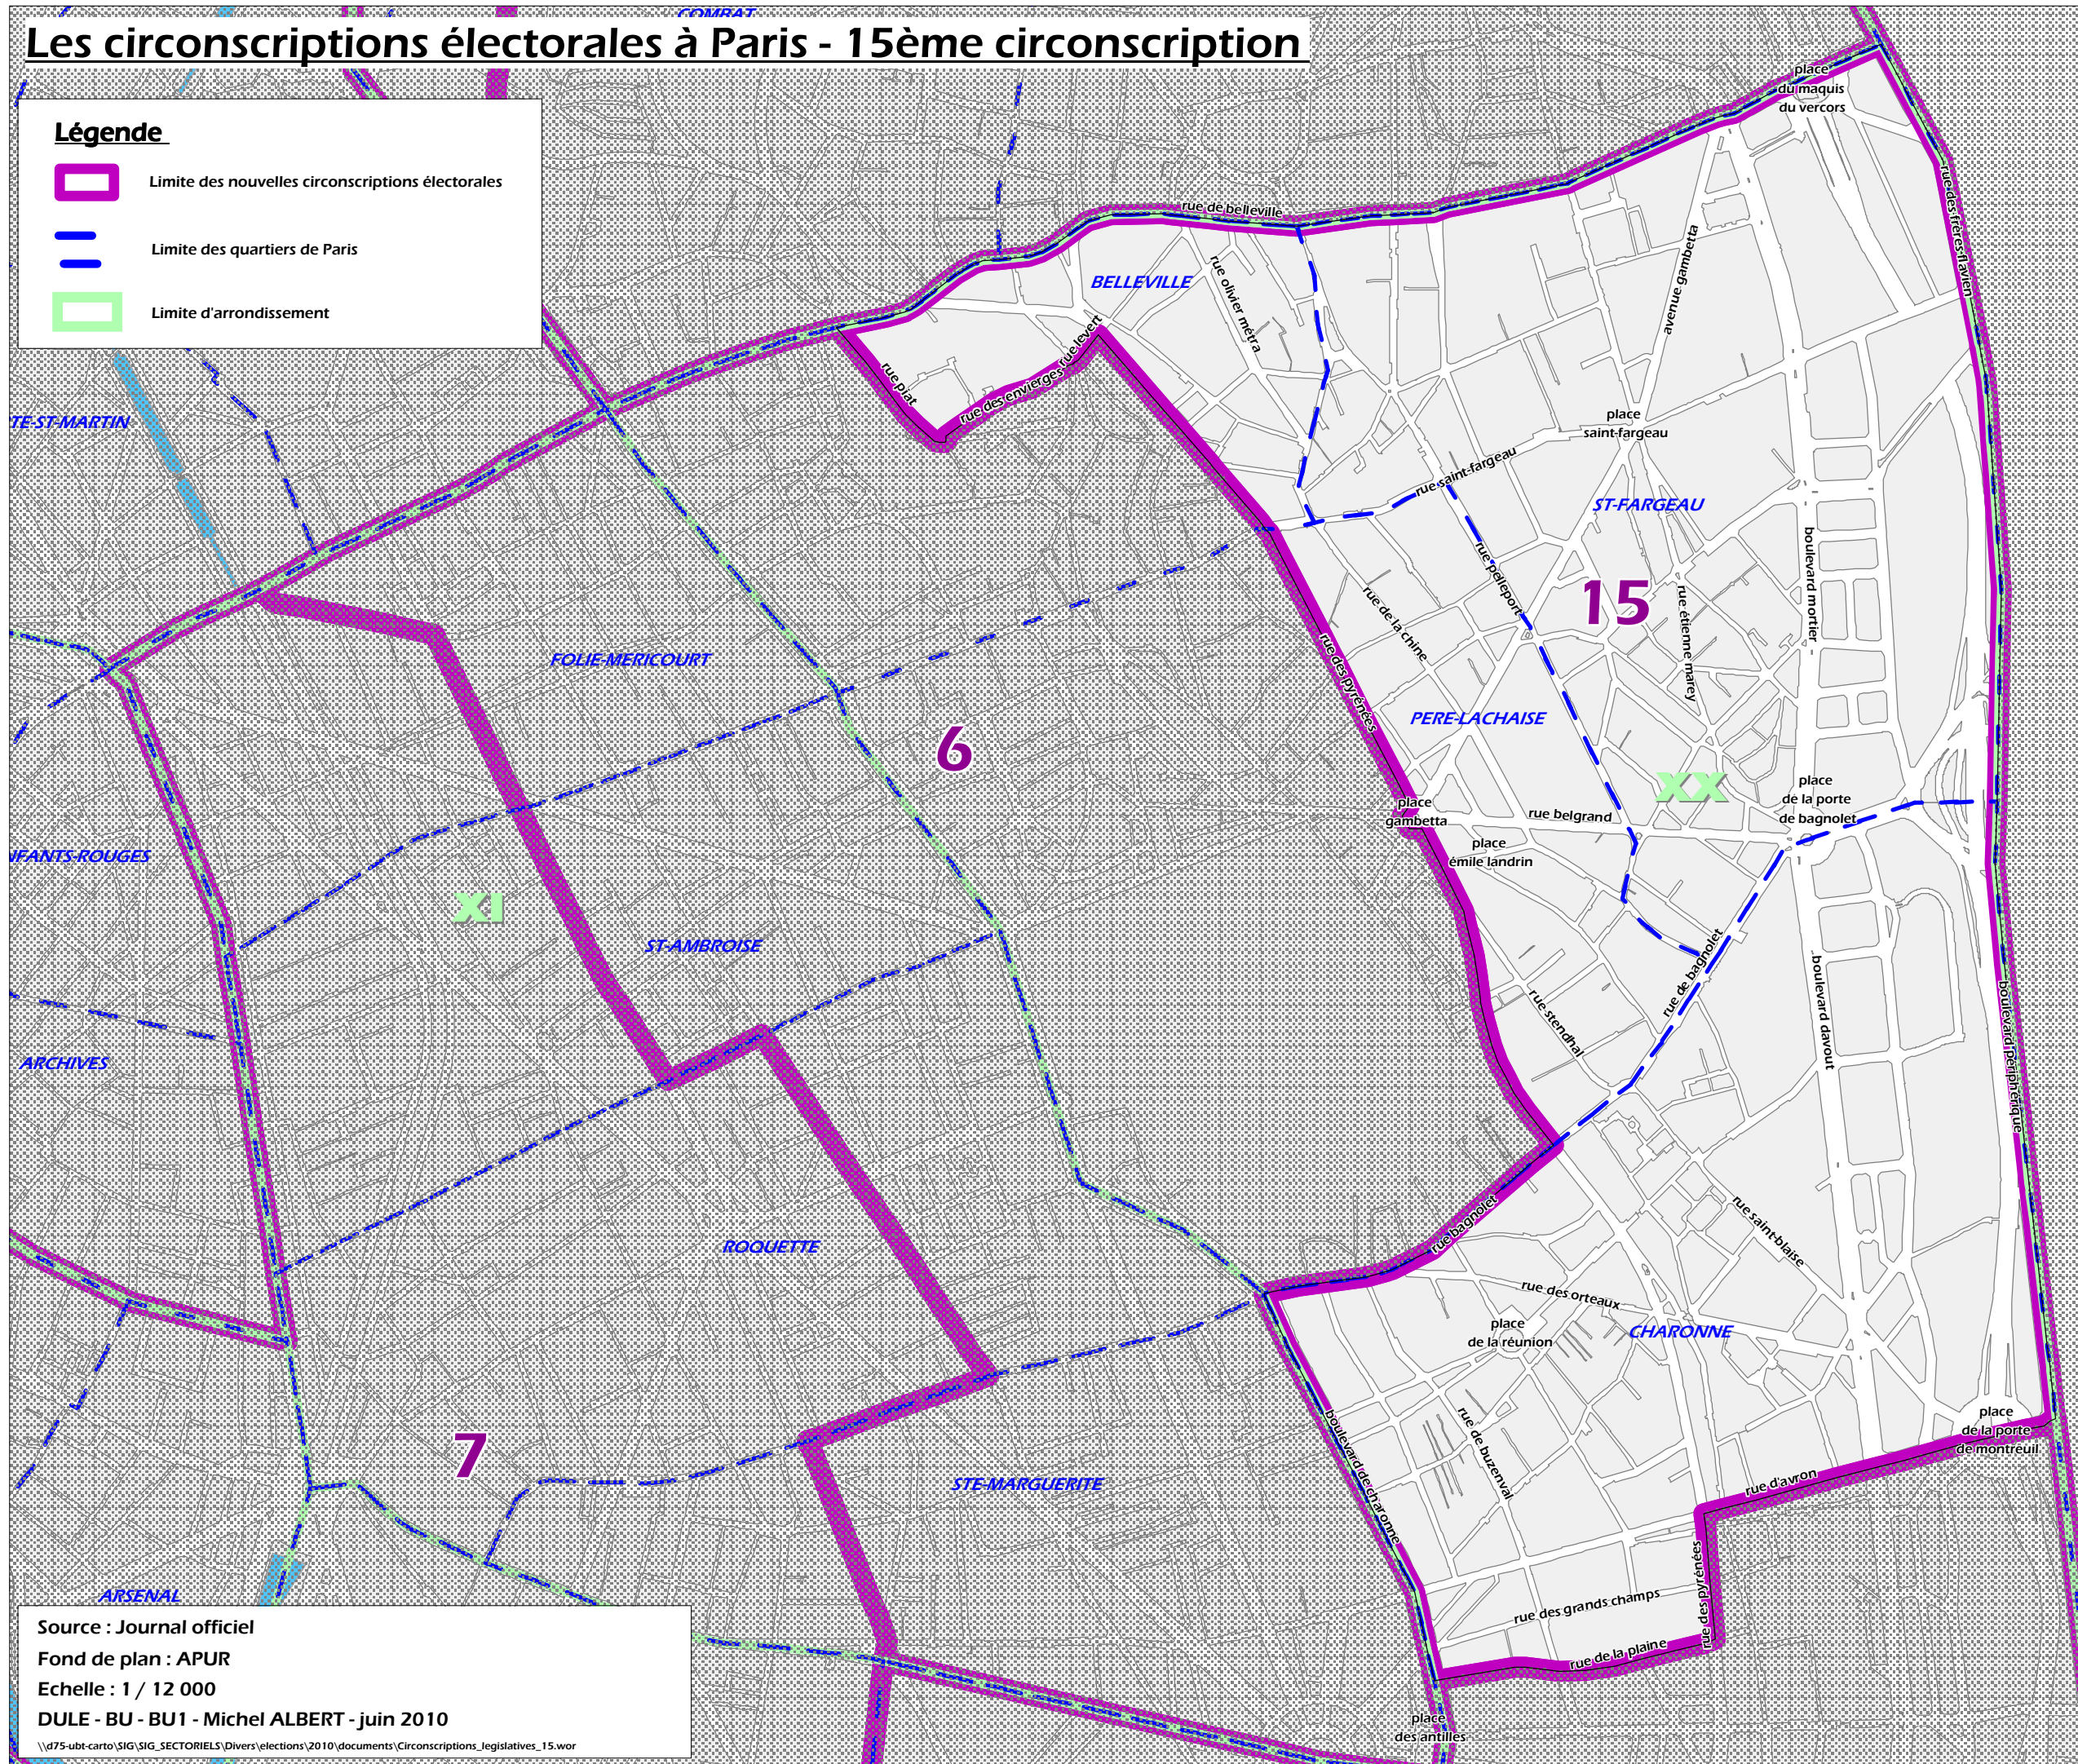 COMBAT
Les circonscriptions électorales à Paris - 15ème circonscription
Légende
Limite des nouvelles circonscriptions électorales
Limite des quartiers de Paris
Limite d'arrondissement
place
du maquis
du vercors
rue des frères flavien
rue de belleville
BELLEVILLE
rue olivier métra
avenue gambetta
rue piat
rue des envierges
rue levert
TE-ST-MARTIN
place
saint-fargeau
rue saint-fargeau
ST-FARGEAU
boulevard mortier
rue pelleport
15
rue étienne marey
rue de la chine
rue des pyrénées
FOLIE-MERICOURT
6
PERE-LACHAISE
XX
place
de la porte
de bagnolet
place
gambetta
rue belgrand
place
émile landrin
NFANTS-ROUGES
XI
ST-AMBROISE
rue de bagnolet
rue stendhal
boulevard davout
boulevard périphérique
ARCHIVES
rue bagnolet
rue saint-blaise
ROQUETTE
rue des orteaux
place
de la réunion
CHARONNE
boulevard de charonne
rue de buzenval
place
de la porte
de montreuil
7
STE-MARGUERITE
rue d'avron
rue des pyrénées
rue des grands champs
rue de la plaine
ARSENAL
place
des antilles
Source : Journal officiel
Fond de plan : APUR
Echelle : 1 / 12 000
DULE - BU - BU1 - Michel ALBERT - juin 2010
\\d75-ubt-carto\SIG\SIG_SECTORIELS\Divers\elections\2010\documents\Circonscriptions_legislatives_15.wor